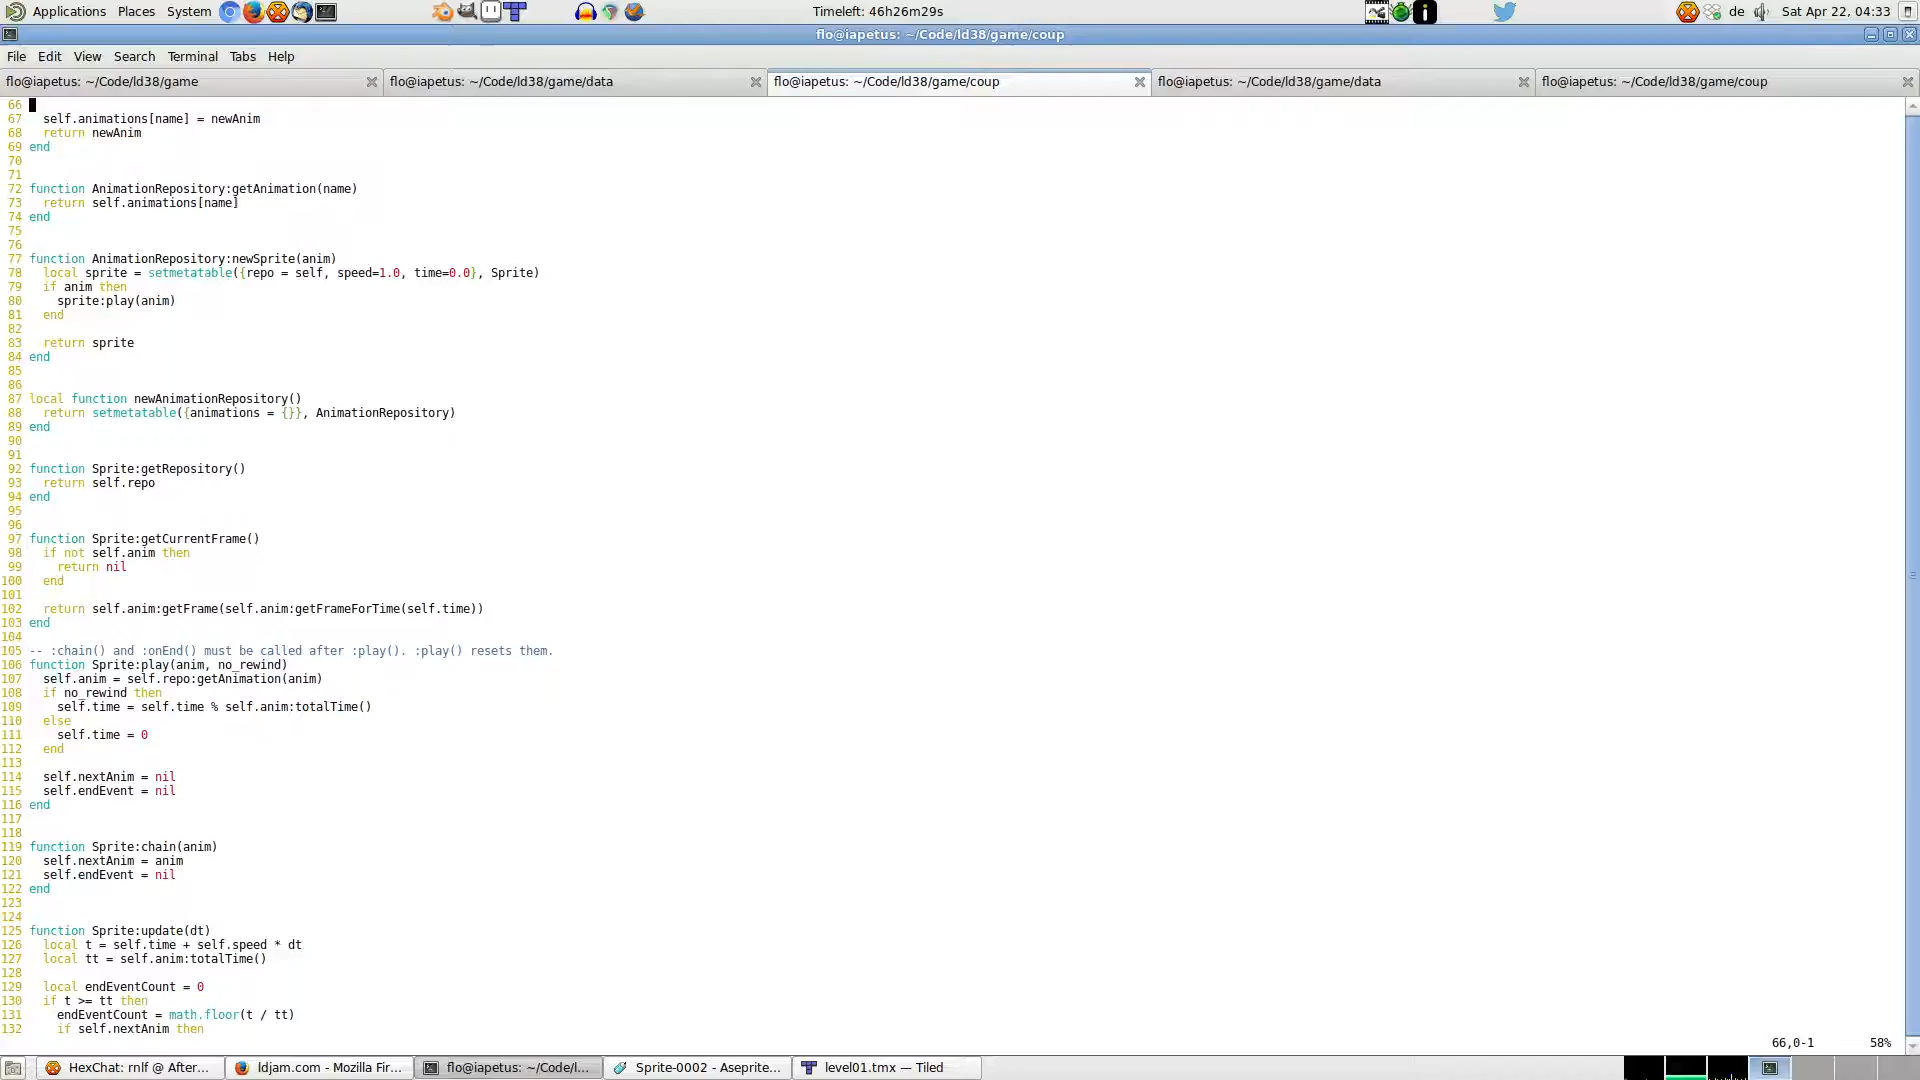 Applications Places System Timeleft: 46h26m29s de Sat Apr 22, 04:33
flo@iapetus: ~/Code/ld38/game/coup
File Edit View Search Terminal Tabs Help
flo@iapetus: ~/Code/ld38/game flo@iapetus: ~/Code/ld38/game/data flo@iapetus: ~/Code/ld38/game/coup flo@iapetus: ~/Code/ld38/game/data flo@iapetus: ~/Code/ld38/game/coup
66
67 self.animations[name] = newAnim
68 return newAnim
69 end
70
71
72 function AnimationRepository:getAnimation(name)
73 return self.animations[name]
74 end
75
76
77 function AnimationRepository:newSprite(anim)
78 local sprite = setmetatable({repo = self, speed=1.0, time=0.0}, Sprite)
79 if anim then
80 sprite:play(anim)
81 end
82
83 return sprite
84 end
85
86
87 local function newAnimationRepository()
88 return setmetatable({animations = {}}, AnimationRepository)
89 end
90
91
92 function Sprite:getRepository()
93 return self.repo
94 end
95
96
97 function Sprite:getCurrentFrame()
98 if not self.anim then
99 return nil
100 end
101
102 return self.anim:getFrame(self.anim:getFrameForTime(self.time))
103 end
104
105 -- :chain() and :onEnd() must be called after :play(). :play() resets them.
106 function Sprite:play(anim, no_rewind)
107 self.anim = self.repo:getAnimation(anim)
108 if no_rewind then
109 self.time = self.time % self.anim:totalTime()
110 else
111 self.time = 0
112 end
113
114 self.nextAnim = nil
115 self.endEvent = nil
116 end
117
118
119 function Sprite:chain(anim)
120 self.nextAnim = anim
121 self.endEvent = nil
122 end
123
124
125 function Sprite:update(dt)
126 local t = self.time + self.speed * dt
127 local tt = self.anim:totalTime()
128
129 local endEventCount = 0
130 if t >= tt then
131 endEventCount = math.floor(t / tt)
132 if self.nextAnim then
66,0-1 58%
HexChat: rnlf @ After... ldjam.com - Mozilla Fir... flo@iapetus: ~/Code/l... Sprite-0002 - Aseprite... level01.tmx — Tiled